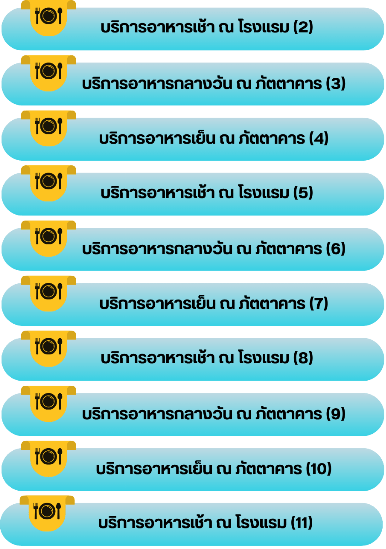 บริการอาหารเช้า ณ โรงแรม (2)
บริการอาหารกลางวัน ณ ภัตตาคาร (3)
บริการอาหารเย็น ณ ภัตตาคาร (4)
บริการอาหารเช้า ณ โรงแรม (5)
บริการอาหารกลางวัน ณ ภัตตาคาร (6)
บริการอาหารเย็น ณ ภัตตาคาร (7)
บริการอาหารเช้า ณ โรงแรม (8)
บริการอาหารกลางวัน ณ ภัตตาคาร (9)
บริการอาหารเย็น ณ ภัตตาคาร (10)
บริการอาหารเช้า ณ โรงแรม (11)